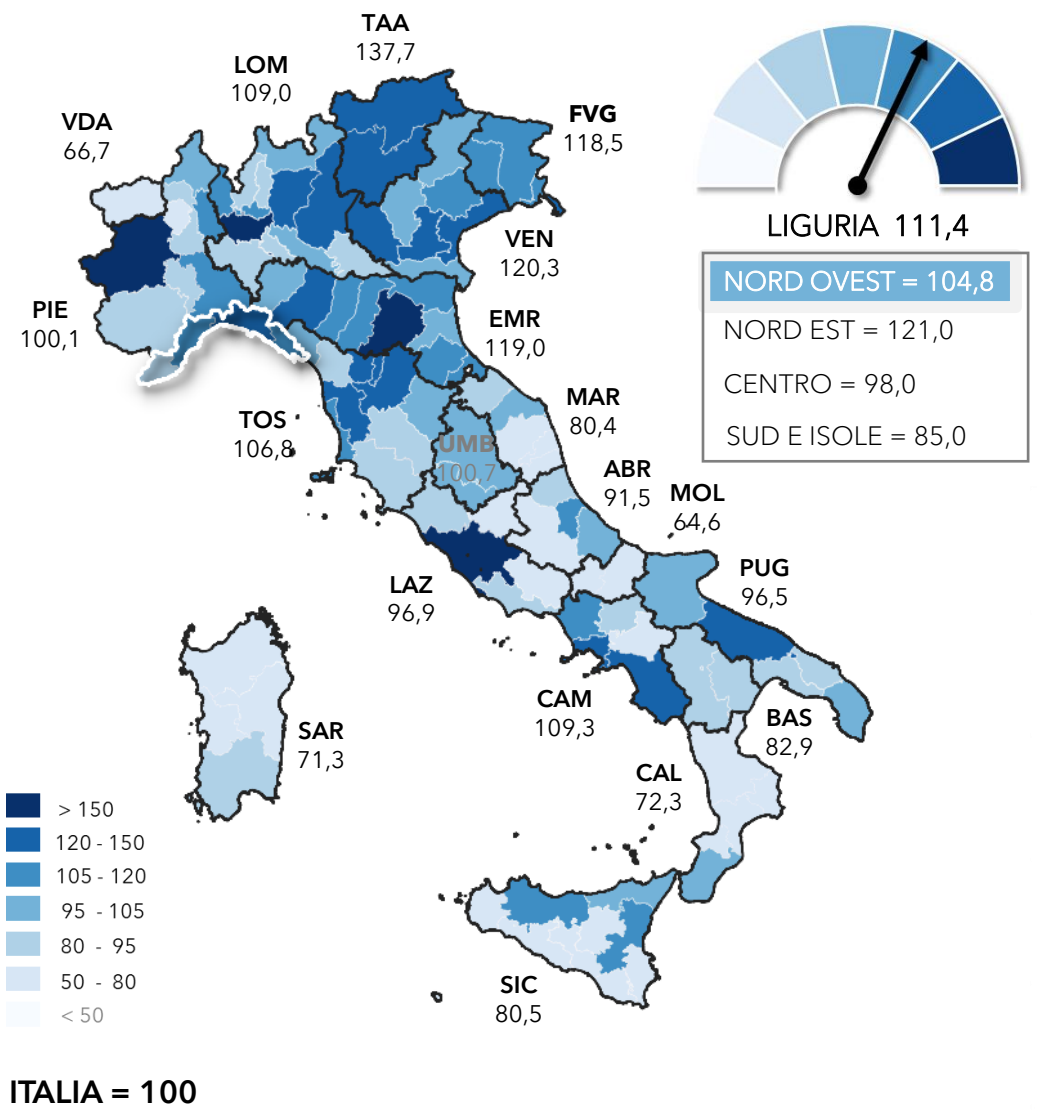 TAA
137,7
LOM
109,0
VDA
66,7
FVG
118,5
LIGURIA 111,4
VEN
120,3
NORD OVEST = 104,8
NORD EST = 121,0
CENTRO = 98,0
SUD E ISOLE = 85,0
PIE
100,1
EMR
119,0
MAR
80,4
TOS
106,8
UMB
100,7
ABR
91,5
MOL
64,6
PUG
96,5
LAZ
96,9
CAM
109,3
BAS
82,9
SAR
71,3
CAL
72,3
SIC
80,5
> 150
120 - 150
105 - 120
95 - 105
80 - 95
50 - 80
< 50
ITALIA = 100